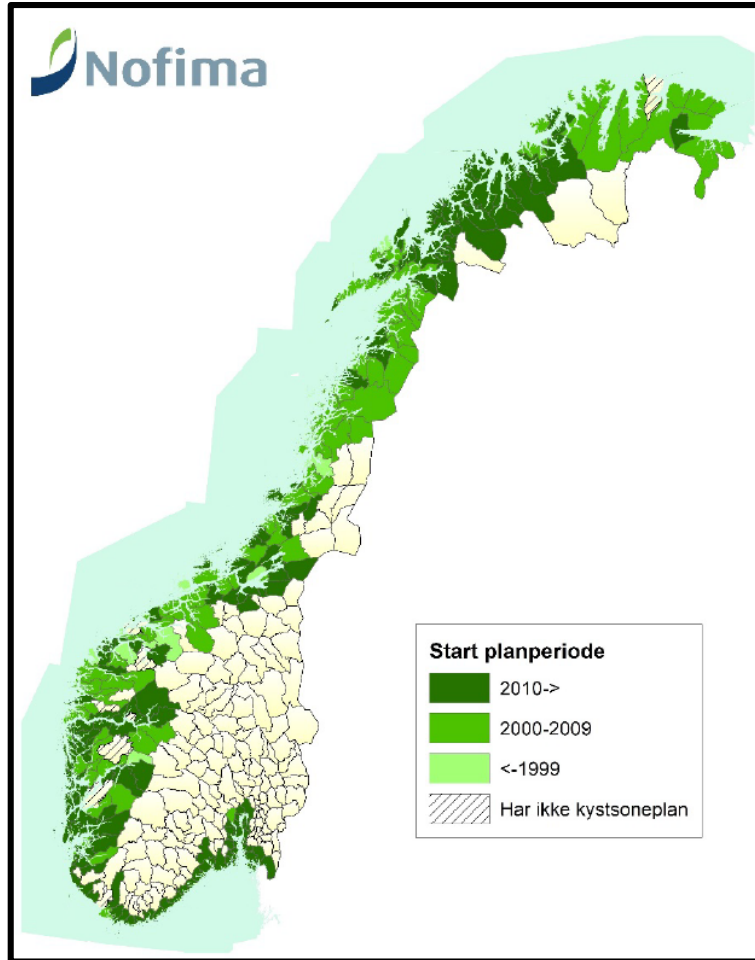 Nofima
Start planperiode
2010->
2000-2009
<-1999
Har ikke kystsoneplan